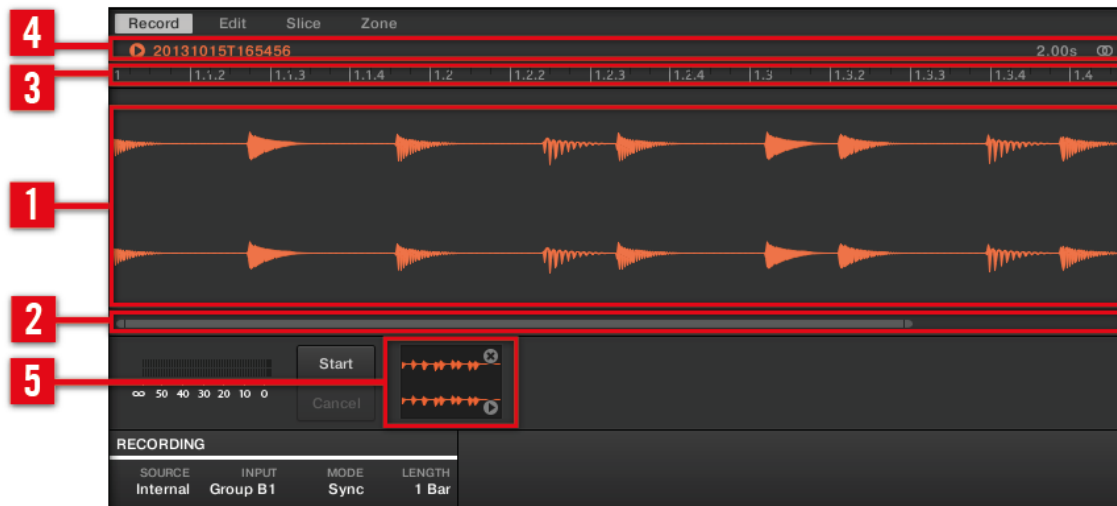 Record Edit Slice Zone
4
20131015T165456 2.00s
3
1 1.1.2 1.1.3 1.1.4 1.2 1.2.2 1.2.3 1.2.4 1.3 1.3.2 1.3.3 1.3.4 1.4
1
2
5
Start
∞ 50 40 30 20 10 0
Cancel
RECORDING
SOURCE INPUT MODE LENGTH
Internal Group B1 Sync 1 Bar